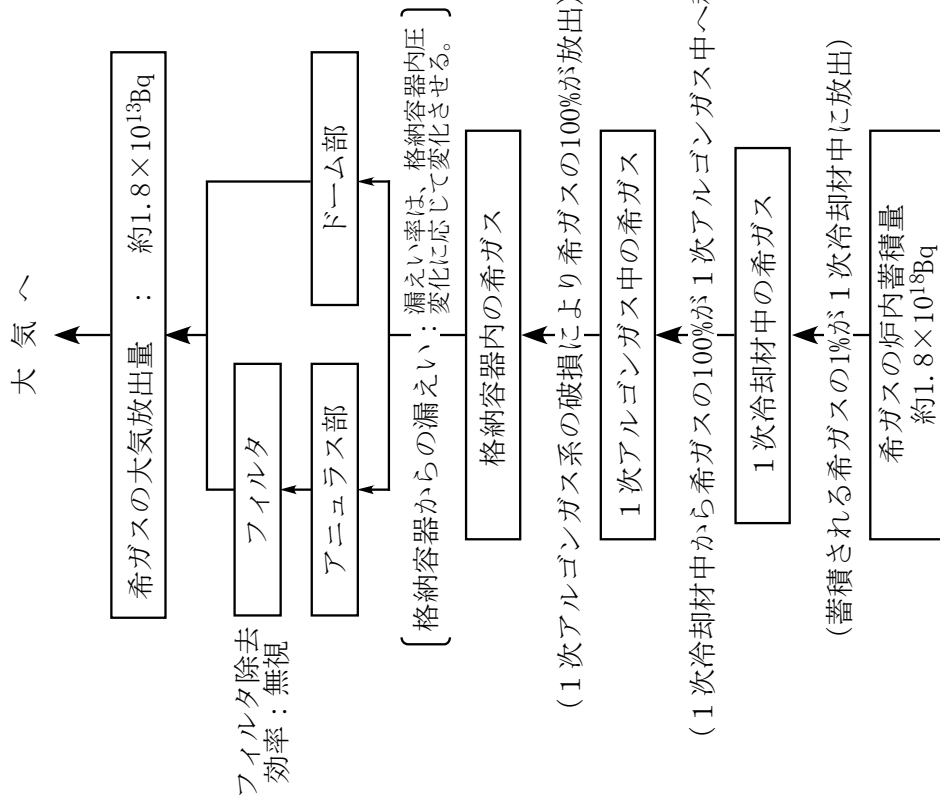 大気へ
希ガスの大気放出量 : 約1.8×10¹³Bq
フィルタ除去
効率：無視
フィルタ
アニュラス部
ドーム部
格納容器からの漏えい：漏えい率は、格納容器内圧
変化に応じて変化させる。
格納容器内の希ガス
(１次アルゴンガス系の破損により希ガスの100%が放出)
１次アルゴンガス中の希ガス
(１次冷却材中から希ガスの100%が１次アルゴンガス中へ
１次冷却材中の希ガス
(蓄積される希ガスの1%が１次冷却材中に放出)
希ガスの炉内蓄積量
約1.8×10¹⁸Bq